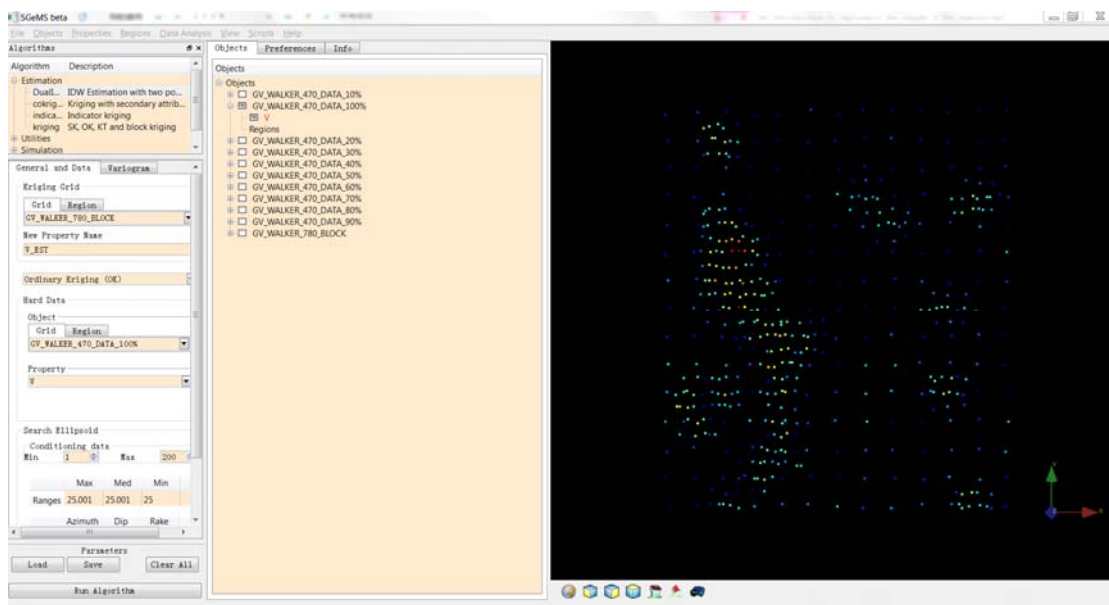 SGeMS beta
File Objects Properties Regions Data Analysis View Scripts Help
Algorithms
Algorithm Description
Estimation
DualI... IDW Estimation with two po...
cokrig... Kriging with secondary attrib...
indica... Indicator kriging
kriging SK, OK, KT and block kriging
Utilities
Simulation
General and Data Variogram
Kriging Grid
Grid Region
GV_WALKER_780_BLOCK
New Property Name
V_EST
Ordinary Kriging (OK)
Hard Data
Object
Grid Region
GV_WALKER_470_DATA_100%
Property
V
Search Ellipsoid
Conditioning data
Min 1 Max 200
Max Med Min
Ranges 25.001 25.001 25
Azimuth Dip Rake
Parameters
Load Save Clear All
Run Algorithm
Objects Preferences Info
Objects
Objects
GV_WALKER_470_DATA_10%
GV_WALKER_470_DATA_100%
V
Regions
GV_WALKER_470_DATA_20%
GV_WALKER_470_DATA_30%
GV_WALKER_470_DATA_40%
GV_WALKER_470_DATA_50%
GV_WALKER_470_DATA_60%
GV_WALKER_470_DATA_70%
GV_WALKER_470_DATA_80%
GV_WALKER_470_DATA_90%
GV_WALKER_780_BLOCK